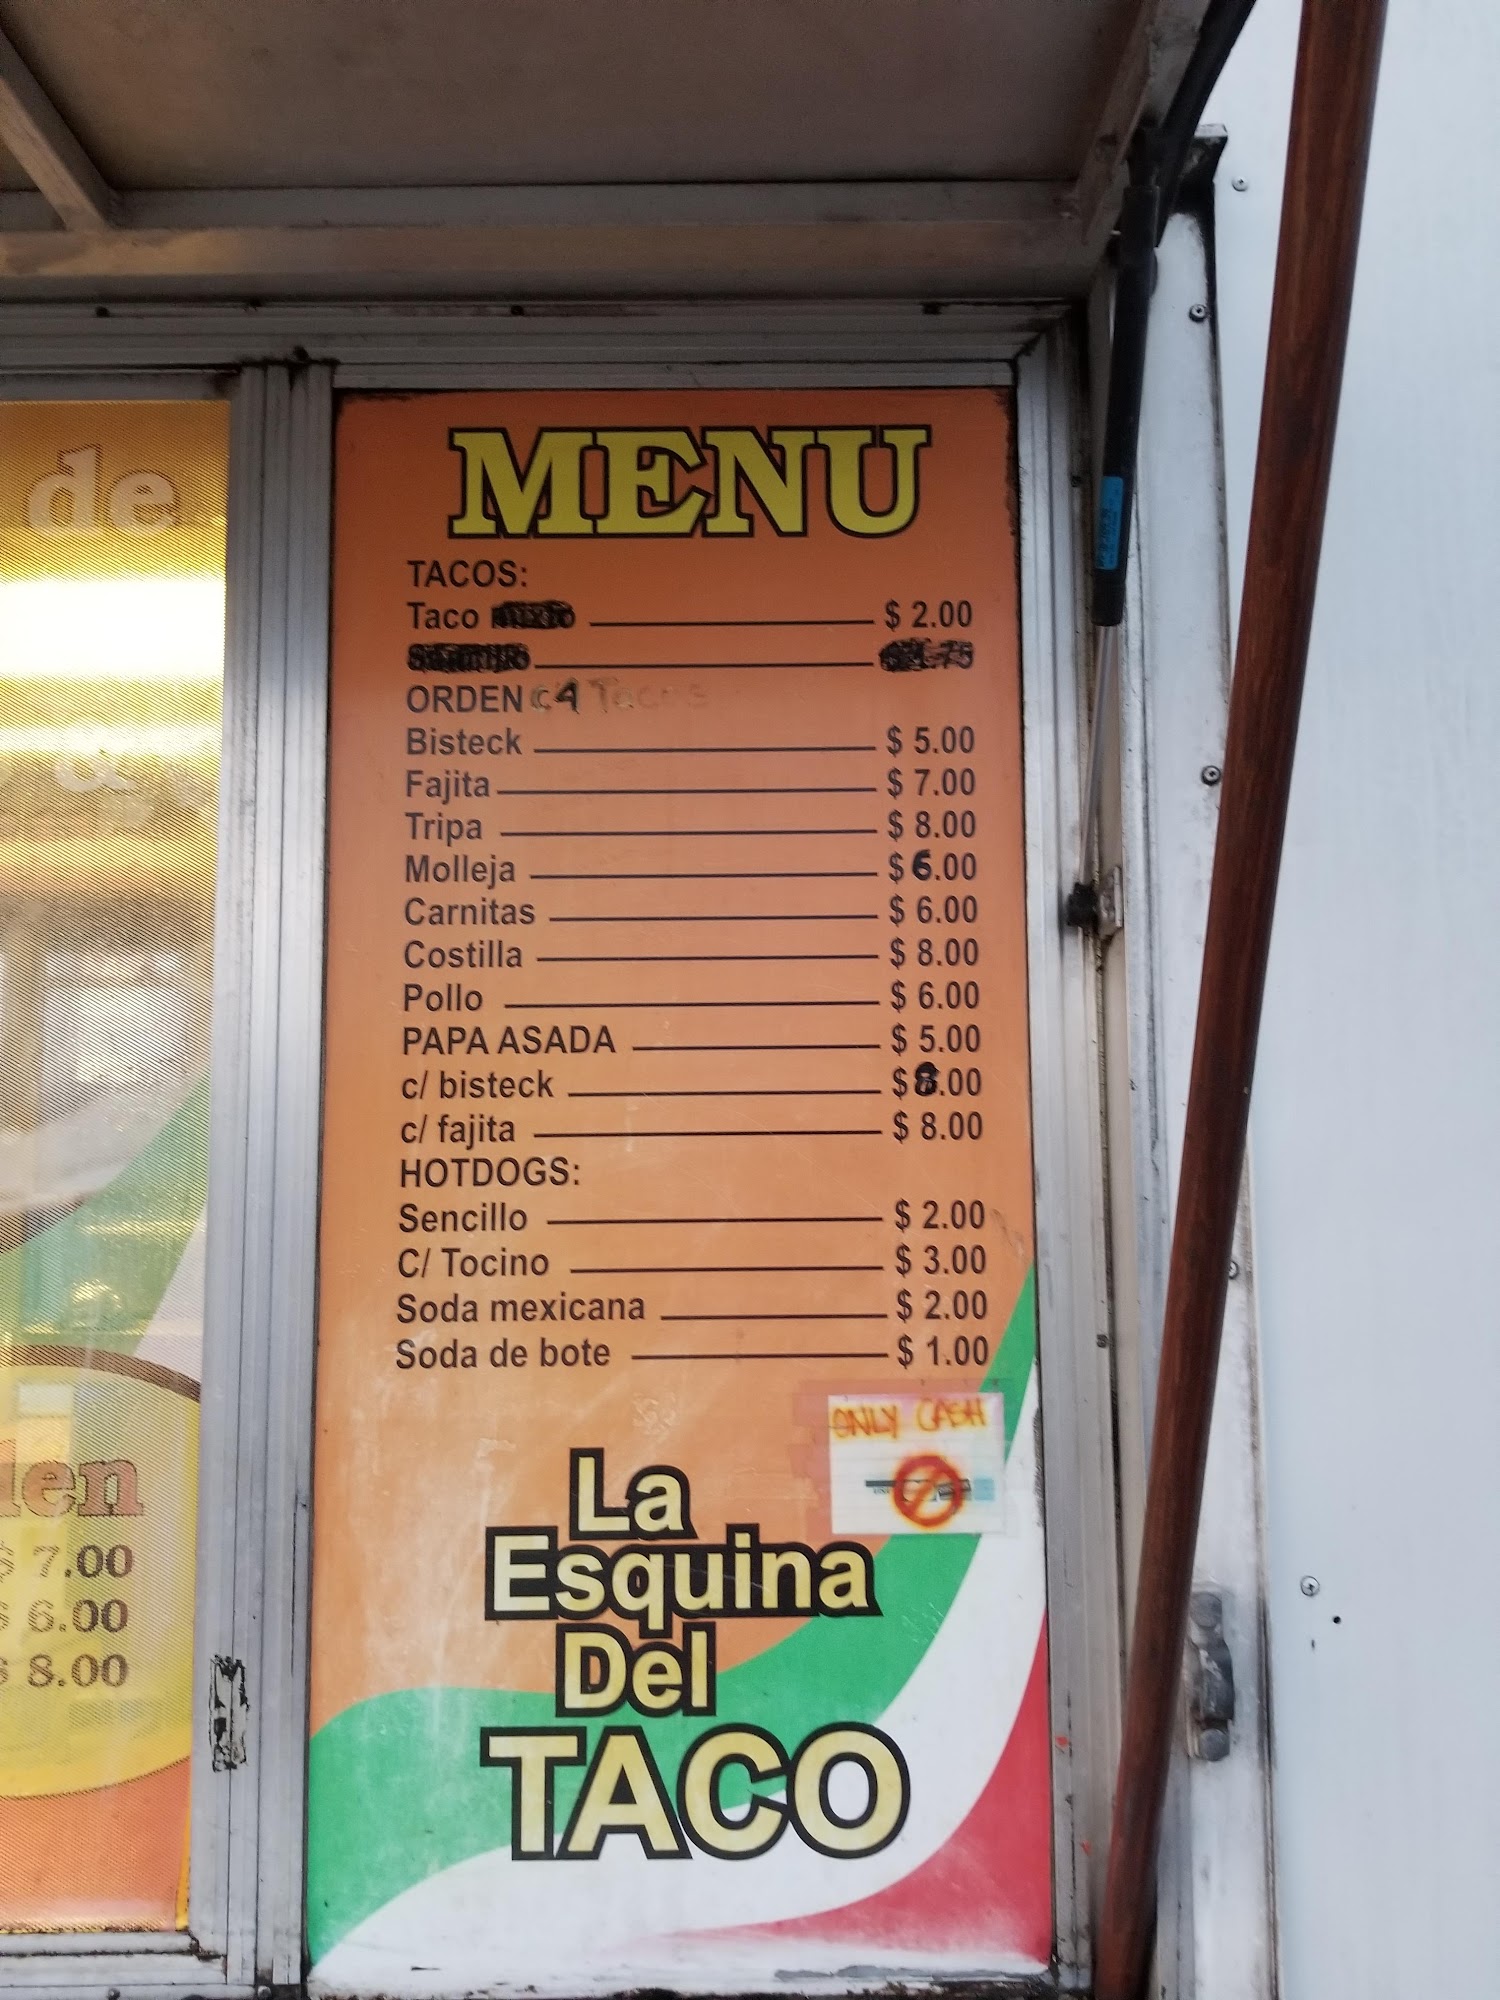 MENU
TACOS:
Taco $ 2.00
ORDEN C4 Tacos
Bisteck $ 5.00
Fajita $ 7.00
Tripa $ 8.00
Molleja $ 6.00
Carnitas $ 6.00
Costilla $ 8.00
Pollo $ 6.00
PAPA ASADA $ 5.00
c/ bisteck $ 8.00
c/ fajita $ 8.00
HOTDOGS:
Sencillo $ 2.00
C/ Tocino $ 3.00
Soda mexicana $ 2.00
Soda de bote $ 1.00
ONLY CASH
La
Esquina
Del
TACO
de
&
7.00
6.00
8.00